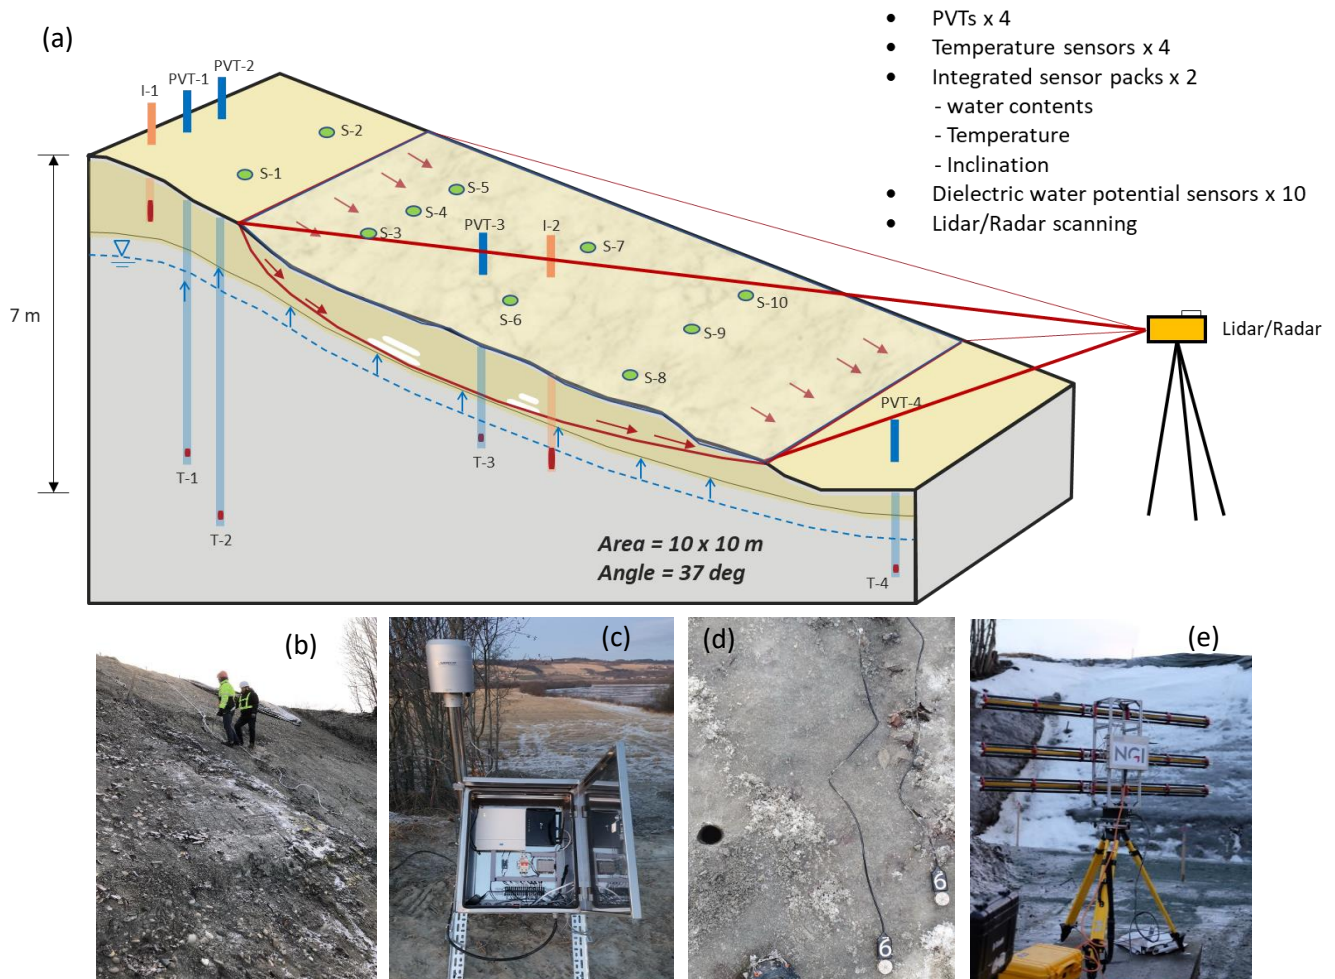 (a)
• PVTs x 4
• Temperature sensors x 4
• Integrated sensor packs x 2
- water contents
- Temperature
- Inclination
• Dielectric water potential sensors x 10
• Lidar/Radar scanning
PVT-2
PVT-1
I-1
S-2
S-1
S-5
S-4
S-3
PVT-3
I-2
S-7
S-10
S-6
S-9
S-8
7 m
Lidar/Radar
PVT-4
T-1
T-2
T-3
T-4
Area = 10 x 10 m
Angle = 37 deg
(b)
(c)
(d)
(e)
6
6
NGI